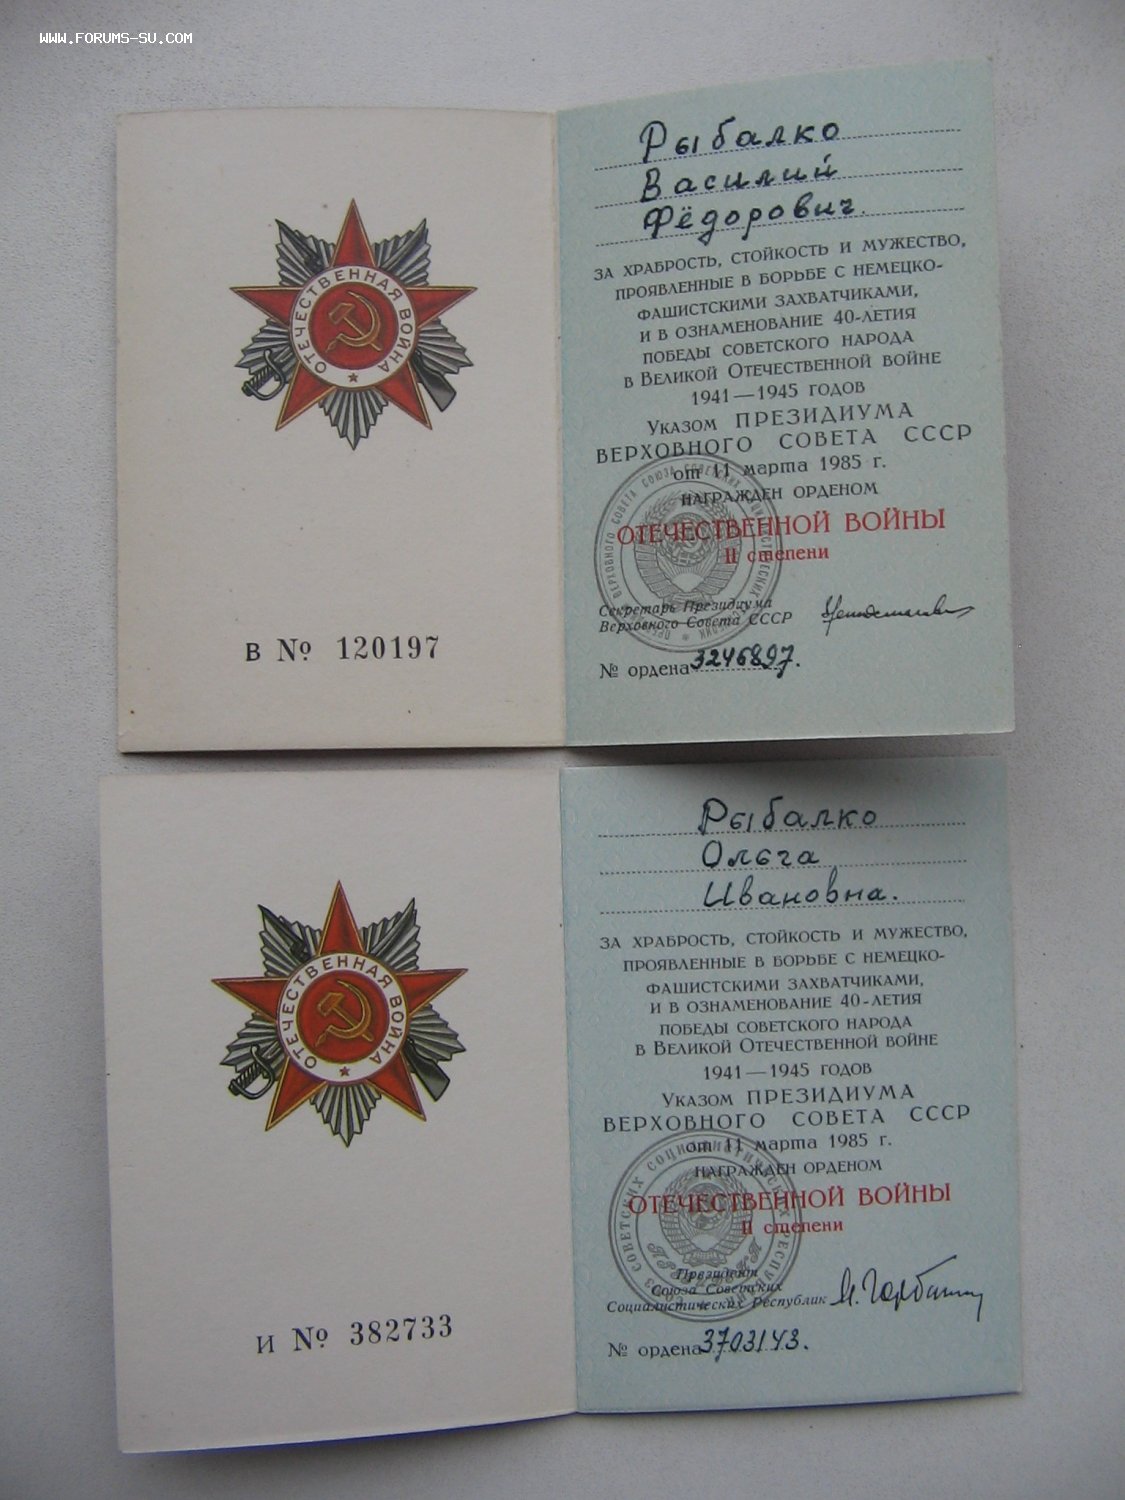 WWW.FORUMS-SU.COM
ОТЕЧЕСТВЕННАЯ ВОЙНА
В № 120197
Рыбалко
Василий
Фёдорович.
ЗА ХРАБРОСТЬ, СТОЙКОСТЬ И МУЖЕСТВО,
ПРОЯВЛЕННЫЕ В БОРЬБЕ С НЕМЕЦКО-
ФАШИСТСКИМИ ЗАХВАТЧИКАМИ,
И В ОЗНАМЕНОВАНИЕ 40-ЛЕТИЯ
ПОБЕДЫ СОВЕТСКОГО НАРОДА
В ВЕЛИКОЙ ОТЕЧЕСТВЕННОЙ ВОЙНЕ
1941—1945 ГОДОВ
УКАЗОМ ПРЕЗИДИУМА
ВЕРХОВНОГО СОВЕТА СССР
от 11 марта 1985 г.
НАГРАЖДЕН ОРДЕНОМ
ОТЕЧЕСТВЕННОЙ ВОЙНЫ
II степени
Секретарь Президиума
Верховного Совета СССР
№ ордена 3246897.
ОТЕЧЕСТВЕННАЯ ВОЙНА
И № 382733
Рыбалко
Ольга
Ивановна.
ЗА ХРАБРОСТЬ, СТОЙКОСТЬ И МУЖЕСТВО,
ПРОЯВЛЕННЫЕ В БОРЬБЕ С НЕМЕЦКО-
ФАШИСТСКИМИ ЗАХВАТЧИКАМИ,
И В ОЗНАМЕНОВАНИЕ 40-ЛЕТИЯ
ПОБЕДЫ СОВЕТСКОГО НАРОДА
В ВЕЛИКОЙ ОТЕЧЕСТВЕННОЙ ВОЙНЕ
1941—1945 ГОДОВ
УКАЗОМ ПРЕЗИДИУМА
ВЕРХОВНОГО СОВЕТА СССР
от 11 марта 1985 г.
НАГРАЖДЕН ОРДЕНОМ
ОТЕЧЕСТВЕННОЙ ВОЙНЫ
II степени
Президент
Союза Советских
Социалистических Республик
№ ордена 3703143.